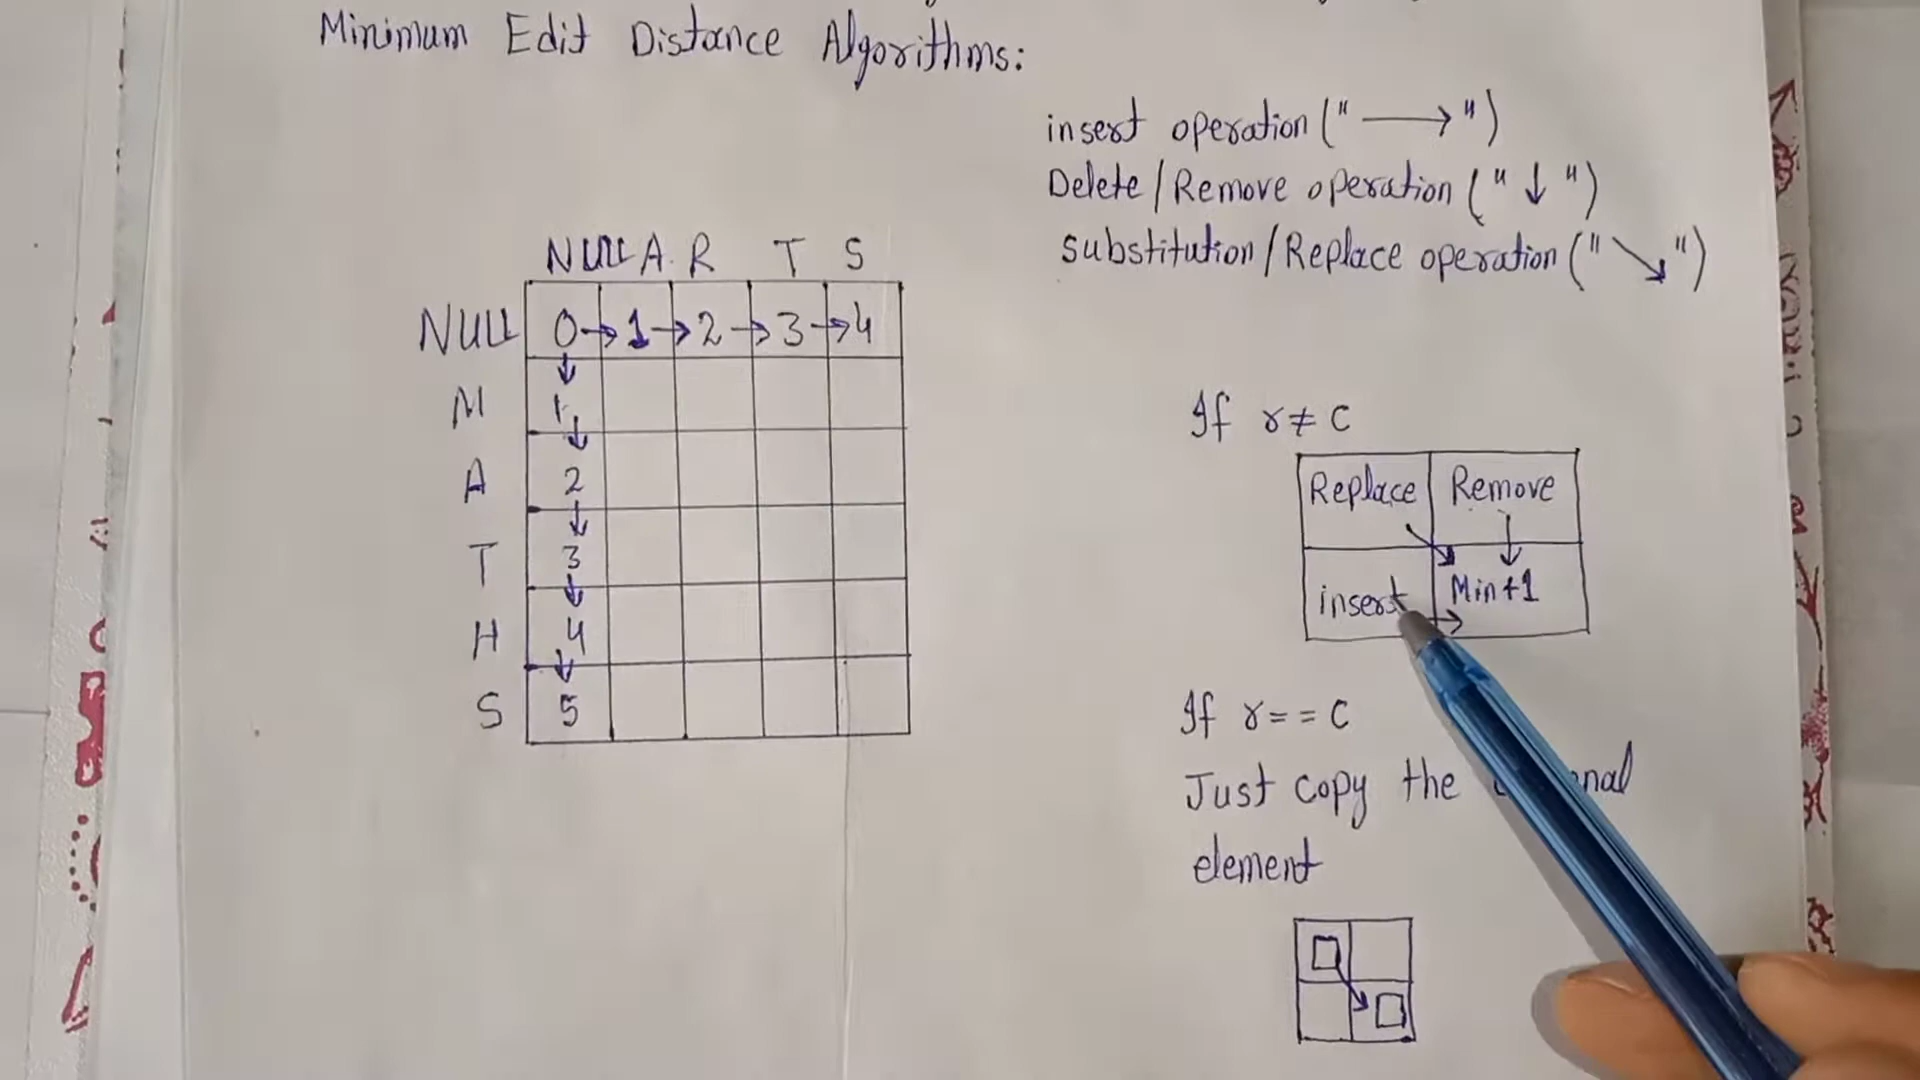 Minimum Edit Distance Algorithms:
insert operation ("→")
Delete/Remove operation ("↓")
Substitution/Replace operation ("↘")
NULL A R T S
NULL 0→1→2→3→4
M 1
A 2
T 3
H 4
S 5
If r ≠ C
Replace Remove
insert Min+1
If r == C
Just copy the
element